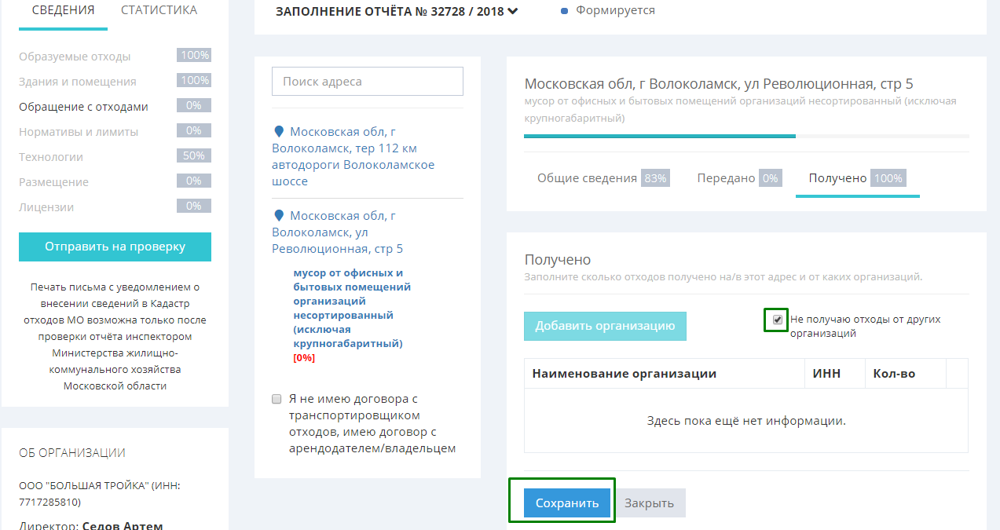 СВЕДЕНИЯ СТАТИСТИКА
Образуемые отходы 100%
Здания и помещения 100%
Обращение с отходами 0%
Нормативы и лимиты 0%
Технологии 50%
Размещение 0%
Лицензии 0%
Отправить на проверку
Печать письма с уведомлением о
внесении сведений в Кадастр
отходов МО возможна только после
проверки отчёта инспектором
Министерства жилищно-
коммунального хозяйства
Московской области
ОБ ОРГАНИЗАЦИИ
ООО "БОЛЬШАЯ ТРОЙКА" (ИНН:
7717285810)
Директор: Седов Артем
ЗАПОЛНЕНИЕ ОТЧЁТА № 32728 / 2018 Формируется
Поиск адреса
Московская обл, г
Волоколамск, тер 112 км
автодороги Волоколамское
шоссе
Московская обл, г
Волоколамск, ул
Революционная, стр 5
мусор от офисных и
бытовых помещений
организаций
несортированный
(исключая
крупногабаритный)
[0%]
Я не имею договора с
транспортировщиком
отходов, имею договор с
арендодателем/владельцем
Московская обл, г Волоколамск, ул Революционная, стр 5
мусор от офисных и бытовых помещений организаций несортированный (исключая
крупногабаритный)
Общие сведения 83% Передано 0% Получено 100%
Получено
Заполните сколько отходов получено на/в этот адрес и от каких организаций.
Добавить организацию
Не получаю отходы от других
организаций
Наименование организации ИНН Кол-во
Здесь пока ещё нет информации.
Сохранить Закрыть